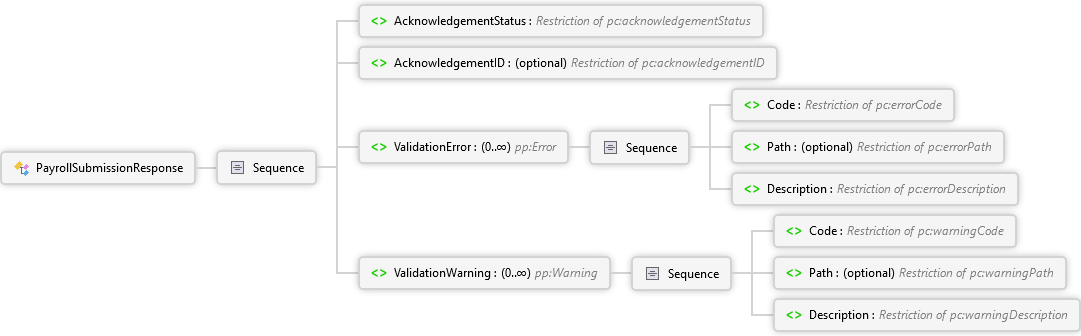 AcknowledgementStatus : Restriction of pc:acknowledgementStatus
AcknowledgementID : (optional) Restriction of pc:acknowledgementID
Code : Restriction of pc:errorCode
ValidationError : (0..∞) pp:Error
Sequence
Path : (optional) Restriction of pc:errorPath
PayrollSubmissionResponse
Sequence
Description : Restriction of pc:errorDescription
Code : Restriction of pc:warningCode
ValidationWarning : (0..∞) pp:Warning
Sequence
Path : (optional) Restriction of pc:warningPath
Description : Restriction of pc:warningDescription